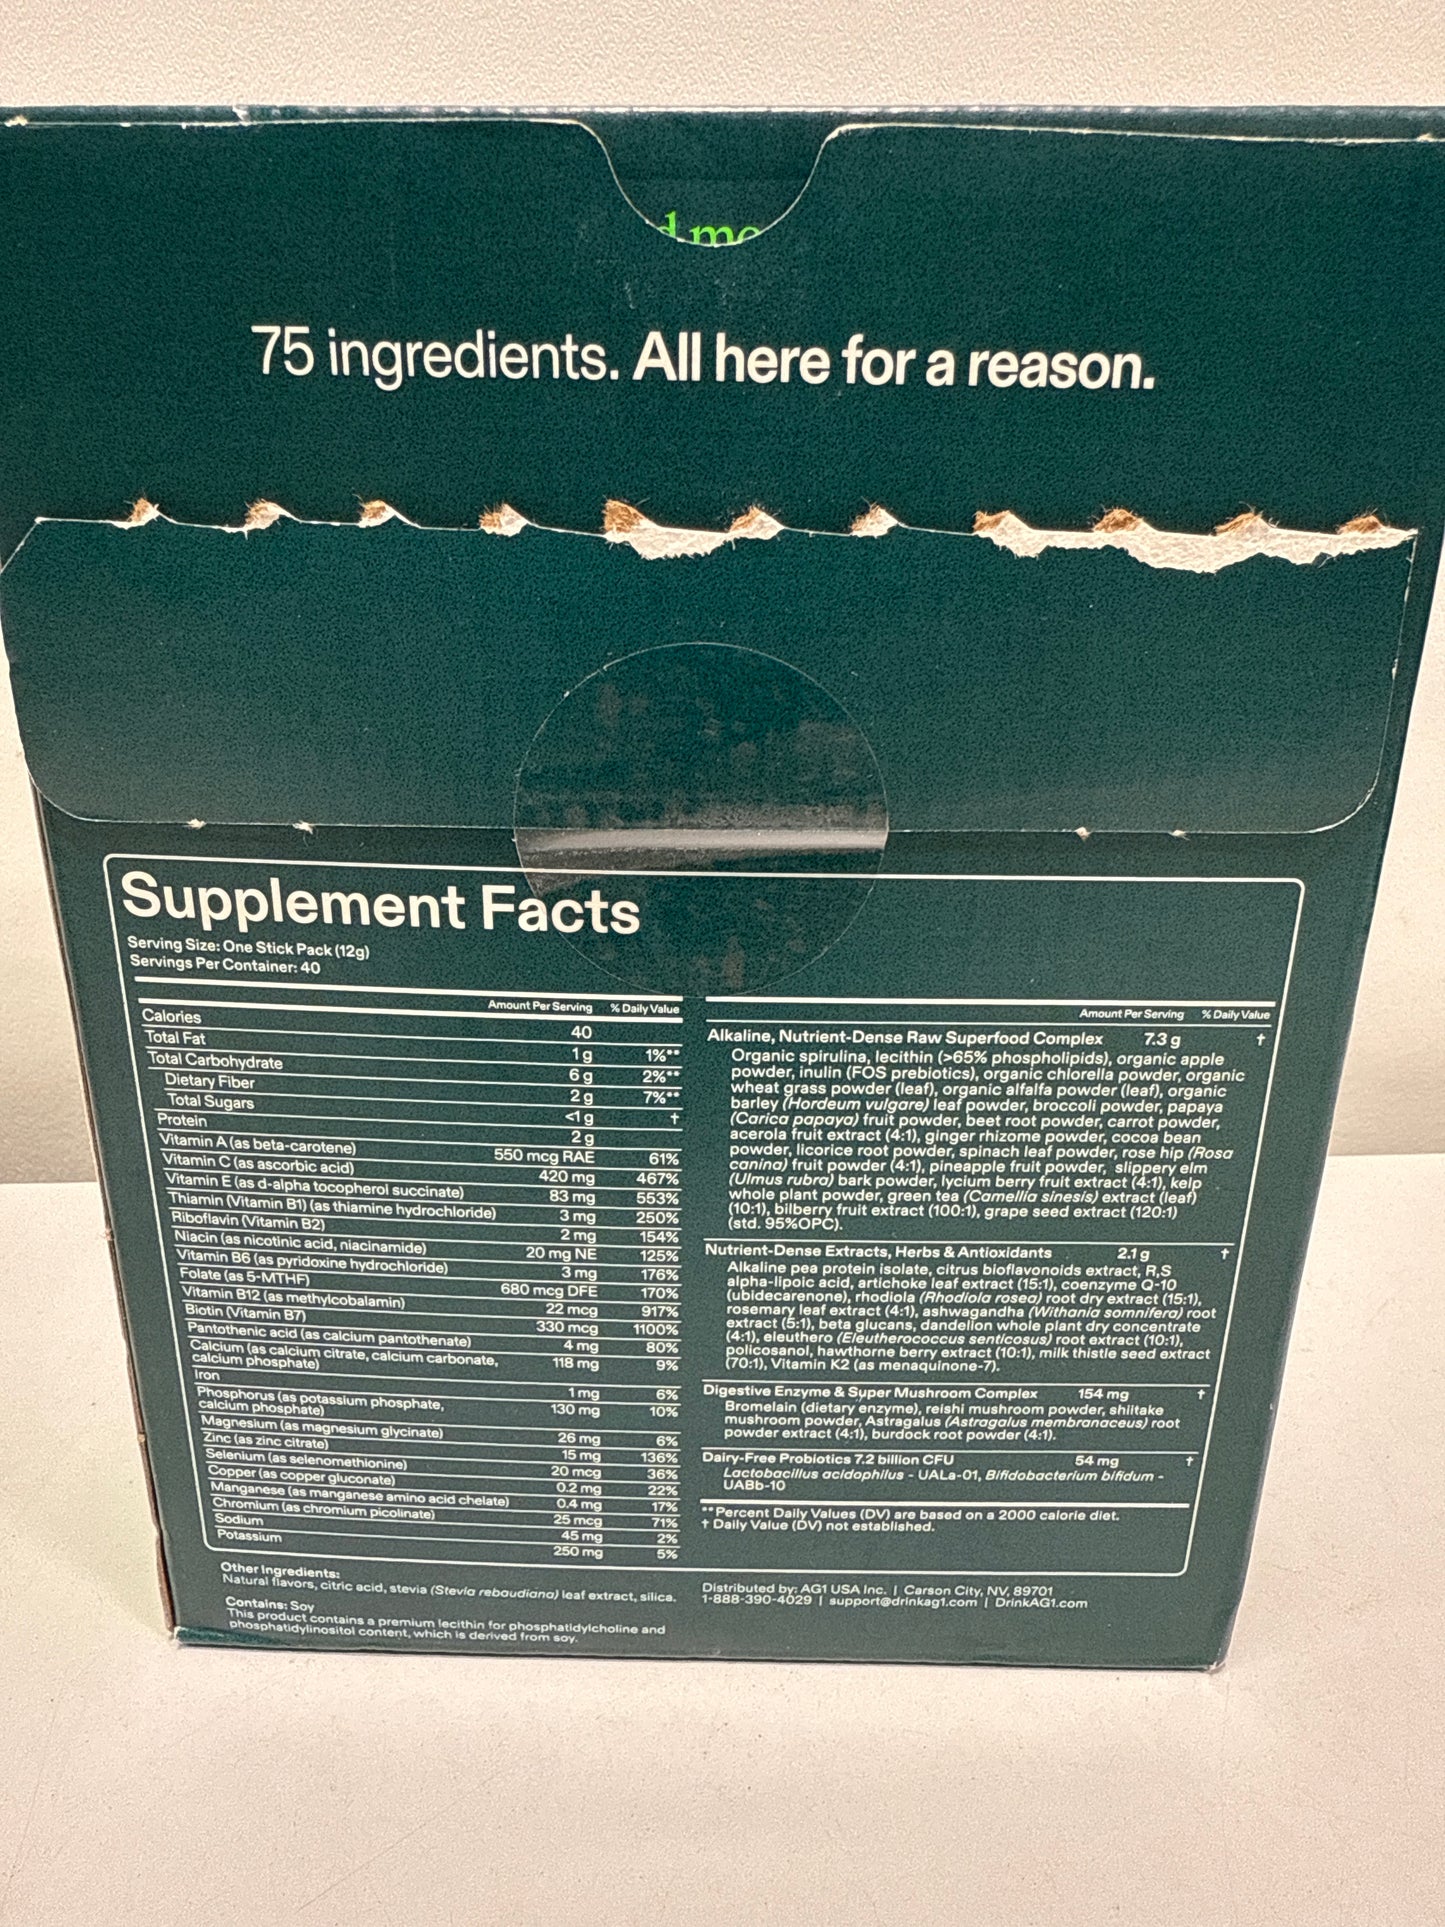 d me
75 ingredients. All here for a reason.
Supplement Facts
Serving Size: One Stick Pack (12g)
Servings Per Container: 40
Amount Per Serving % Daily Value
Calories 40
Total Fat 1 g 1%**
Total Carbohydrate 6 g 2%**
Dietary Fiber 2 g 7%**
Total Sugars <1 g †
Protein 2 g
Vitamin A (as beta-carotene) 550 mcg RAE 61%
Vitamin C (as ascorbic acid) 420 mg 467%
Vitamin E (as d-alpha tocopherol succinate) 83 mg 553%
Thiamin (Vitamin B1) (as thiamine hydrochloride) 3 mg 250%
Riboflavin (Vitamin B2) 2 mg 154%
Niacin (as nicotinic acid, niacinamide) 20 mg NE 125%
Vitamin B6 (as pyridoxine hydrochloride) 3 mg 176%
Folate (as 5-MTHF) 680 mcg DFE 170%
Vitamin B12 (as methylcobalamin) 22 mcg 917%
Biotin (Vitamin B7) 330 mcg 1100%
Pantothenic acid (as calcium pantothenate) 4 mg 80%
Calcium (as calcium citrate, calcium carbonate, 118 mg 9%
calcium phosphate)
Iron 1 mg 6%
Phosphorus (as potassium phosphate, 130 mg 10%
calcium phosphate)
Magnesium (as magnesium glycinate) 26 mg 6%
Zinc (as zinc citrate) 15 mg 136%
Selenium (as selenomethionine) 20 mcg 36%
Copper (as copper gluconate) 0.2 mg 22%
Manganese (as manganese amino acid chelate) 0.4 mg 17%
Chromium (as chromium picolinate) 25 mcg 71%
Sodium 45 mg 2%
Potassium 250 mg 5%
Amount Per Serving % Daily Value
Alkaline, Nutrient-Dense Raw Superfood Complex 7.3 g †
Organic spirulina, lecithin (>65% phospholipids), organic apple
powder, inulin (FOS prebiotics), organic chlorella powder, organic
wheat grass powder (leaf), organic alfalfa powder (leaf), organic
barley (Hordeum vulgare) leaf powder, broccoli powder, papaya
(Carica papaya) fruit powder, beet root powder, carrot powder,
acerola fruit extract (4:1), ginger rhizome powder, cocoa bean
powder, licorice root powder, spinach leaf powder, rose hip (Rosa
canina) fruit powder (4:1), pineapple fruit powder, slippery elm
(Ulmus rubra) bark powder, lycium berry fruit extract (4:1), kelp
whole plant powder, green tea (Camellia sinesis) extract (leaf)
(10:1), bilberry fruit extract (100:1), grape seed extract (120:1)
(std. 95%OPC).
Nutrient-Dense Extracts, Herbs & Antioxidants 2.1 g †
Alkaline pea protein isolate, citrus bioflavonoids extract, R,S
alpha-lipoic acid, artichoke leaf extract (15:1), coenzyme Q-10
(ubidecarenone), rhodiola (Rhodiola rosea) root dry extract (15:1),
rosemary leaf extract (4:1), ashwagandha (Withania somnifera) root
extract (5:1), beta glucans, dandelion whole plant dry concentrate
(4:1), eleuthero (Eleutherococcus senticosus) root extract (10:1),
policosanol, hawthorne berry extract (10:1), milk thistle seed extract
(70:1), Vitamin K2 (as menaquinone-7).
Digestive Enzyme & Super Mushroom Complex 154 mg †
Bromelain (dietary enzyme), reishi mushroom powder, shiitake
mushroom powder, Astragalus (Astragalus membranaceus) root
powder extract (4:1), burdock root powder (4:1).
Dairy-Free Probiotics 7.2 billion CFU 54 mg †
Lactobacillus acidophilus - UALa-01, Bifidobacterium bifidum -
UABb-10
**Percent Daily Values (DV) are based on a 2000 calorie diet.
† Daily Value (DV) not established.
Other Ingredients:
Natural flavors, citric acid, stevia (Stevia rebaudiana) leaf extract, silica.
Contains: Soy
This product contains a premium lecithin for phosphatidylcholine and
phosphatidylinositol content, which is derived from soy.
Distributed by: AG1 USA Inc. | Carson City, NV, 89701
1-888-390-4029 | support@drinkag1.com | DrinkAG1.com